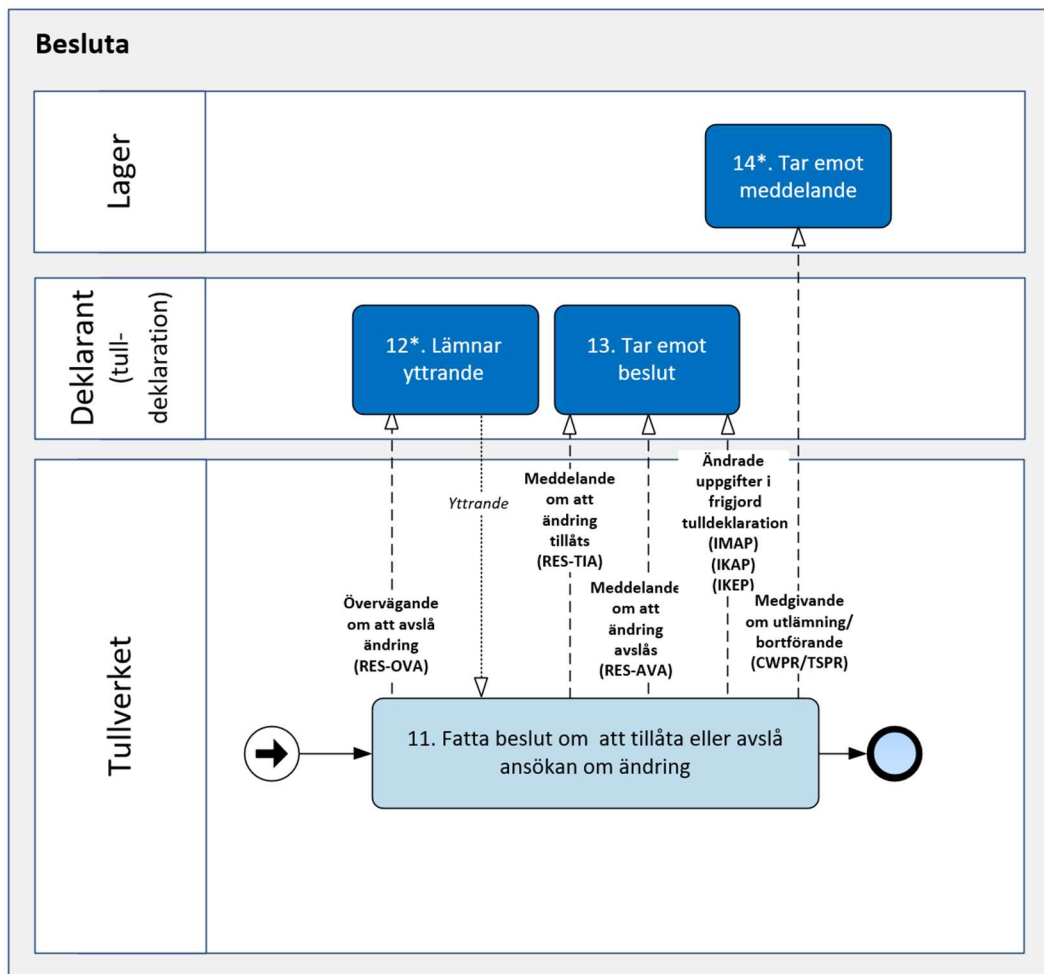 Besluta
Lager
14*. Tar emot
meddelande
Deklarant
(tull-
deklaration)
12*. Lämnar
yttrande
13. Tar emot
beslut
Tullverket
Övervägande
om att avslå
ändring
(RES-OVA)
Yttrande
Meddelande
om att
ändring
tillåts
(RES-TIA)
Meddelande
om att
ändring
avslås
(RES-AVA)
Ändrade
uppgifter i
frigjord
tulldeklaration
(IMAP)
(IKAP)
(IKEP)
Medgivande
om utlämning/
bortförande
(CWPR/TSPR)
11. Fatta beslut om  att tillåta eller avslå
ansökan om ändring